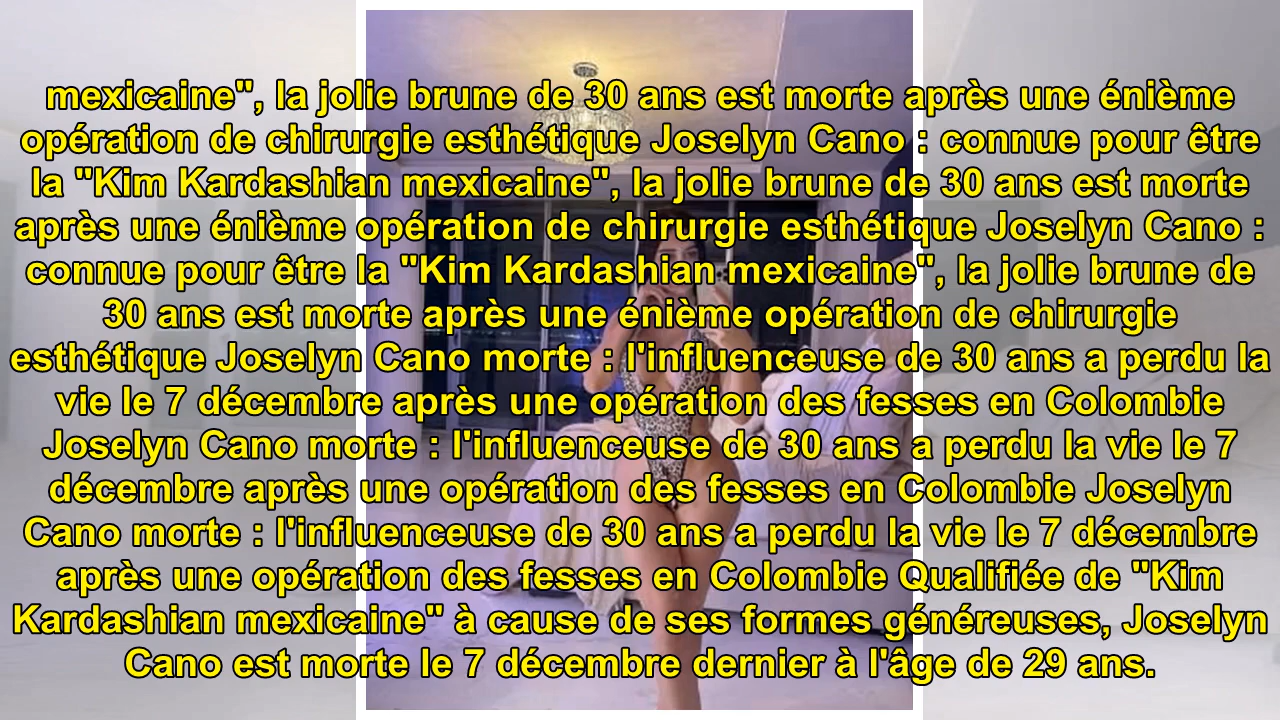 mexicaine", la jolie brune de 30 ans est morte après une énième
opération de chirurgie esthétique Joselyn Cano : connue pour être
la "Kim Kardashian mexicaine", la jolie brune de 30 ans est morte
après une énième opération de chirurgie esthétique Joselyn Cano :
connue pour être la "Kim Kardashian mexicaine", la jolie brune de
30 ans est morte après une énième opération de chirurgie
esthétique Joselyn Cano morte : l'influenceuse de 30 ans a perdu la
vie le 7 décembre après une opération des fesses en Colombie
Joselyn Cano morte : l'influenceuse de 30 ans a perdu la vie le 7
décembre après une opération des fesses en Colombie Joselyn
Cano morte : l'influenceuse de 30 ans a perdu la vie le 7 décembre
après une opération des fesses en Colombie Qualifiée de "Kim
Kardashian mexicaine" à cause de ses formes généreuses, Joselyn
Cano est morte le 7 décembre dernier à l'âge de 29 ans.